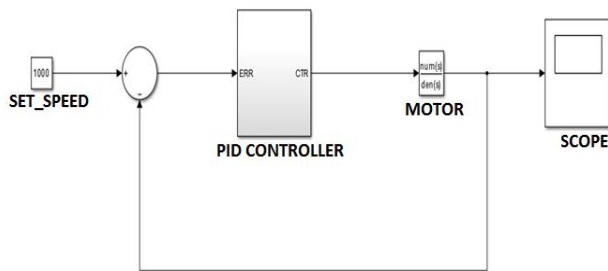 1000
SET_SPEED
+
-
ERR
CTR
PID CONTROLLER
num(s)
den(s)
MOTOR
SCOPE